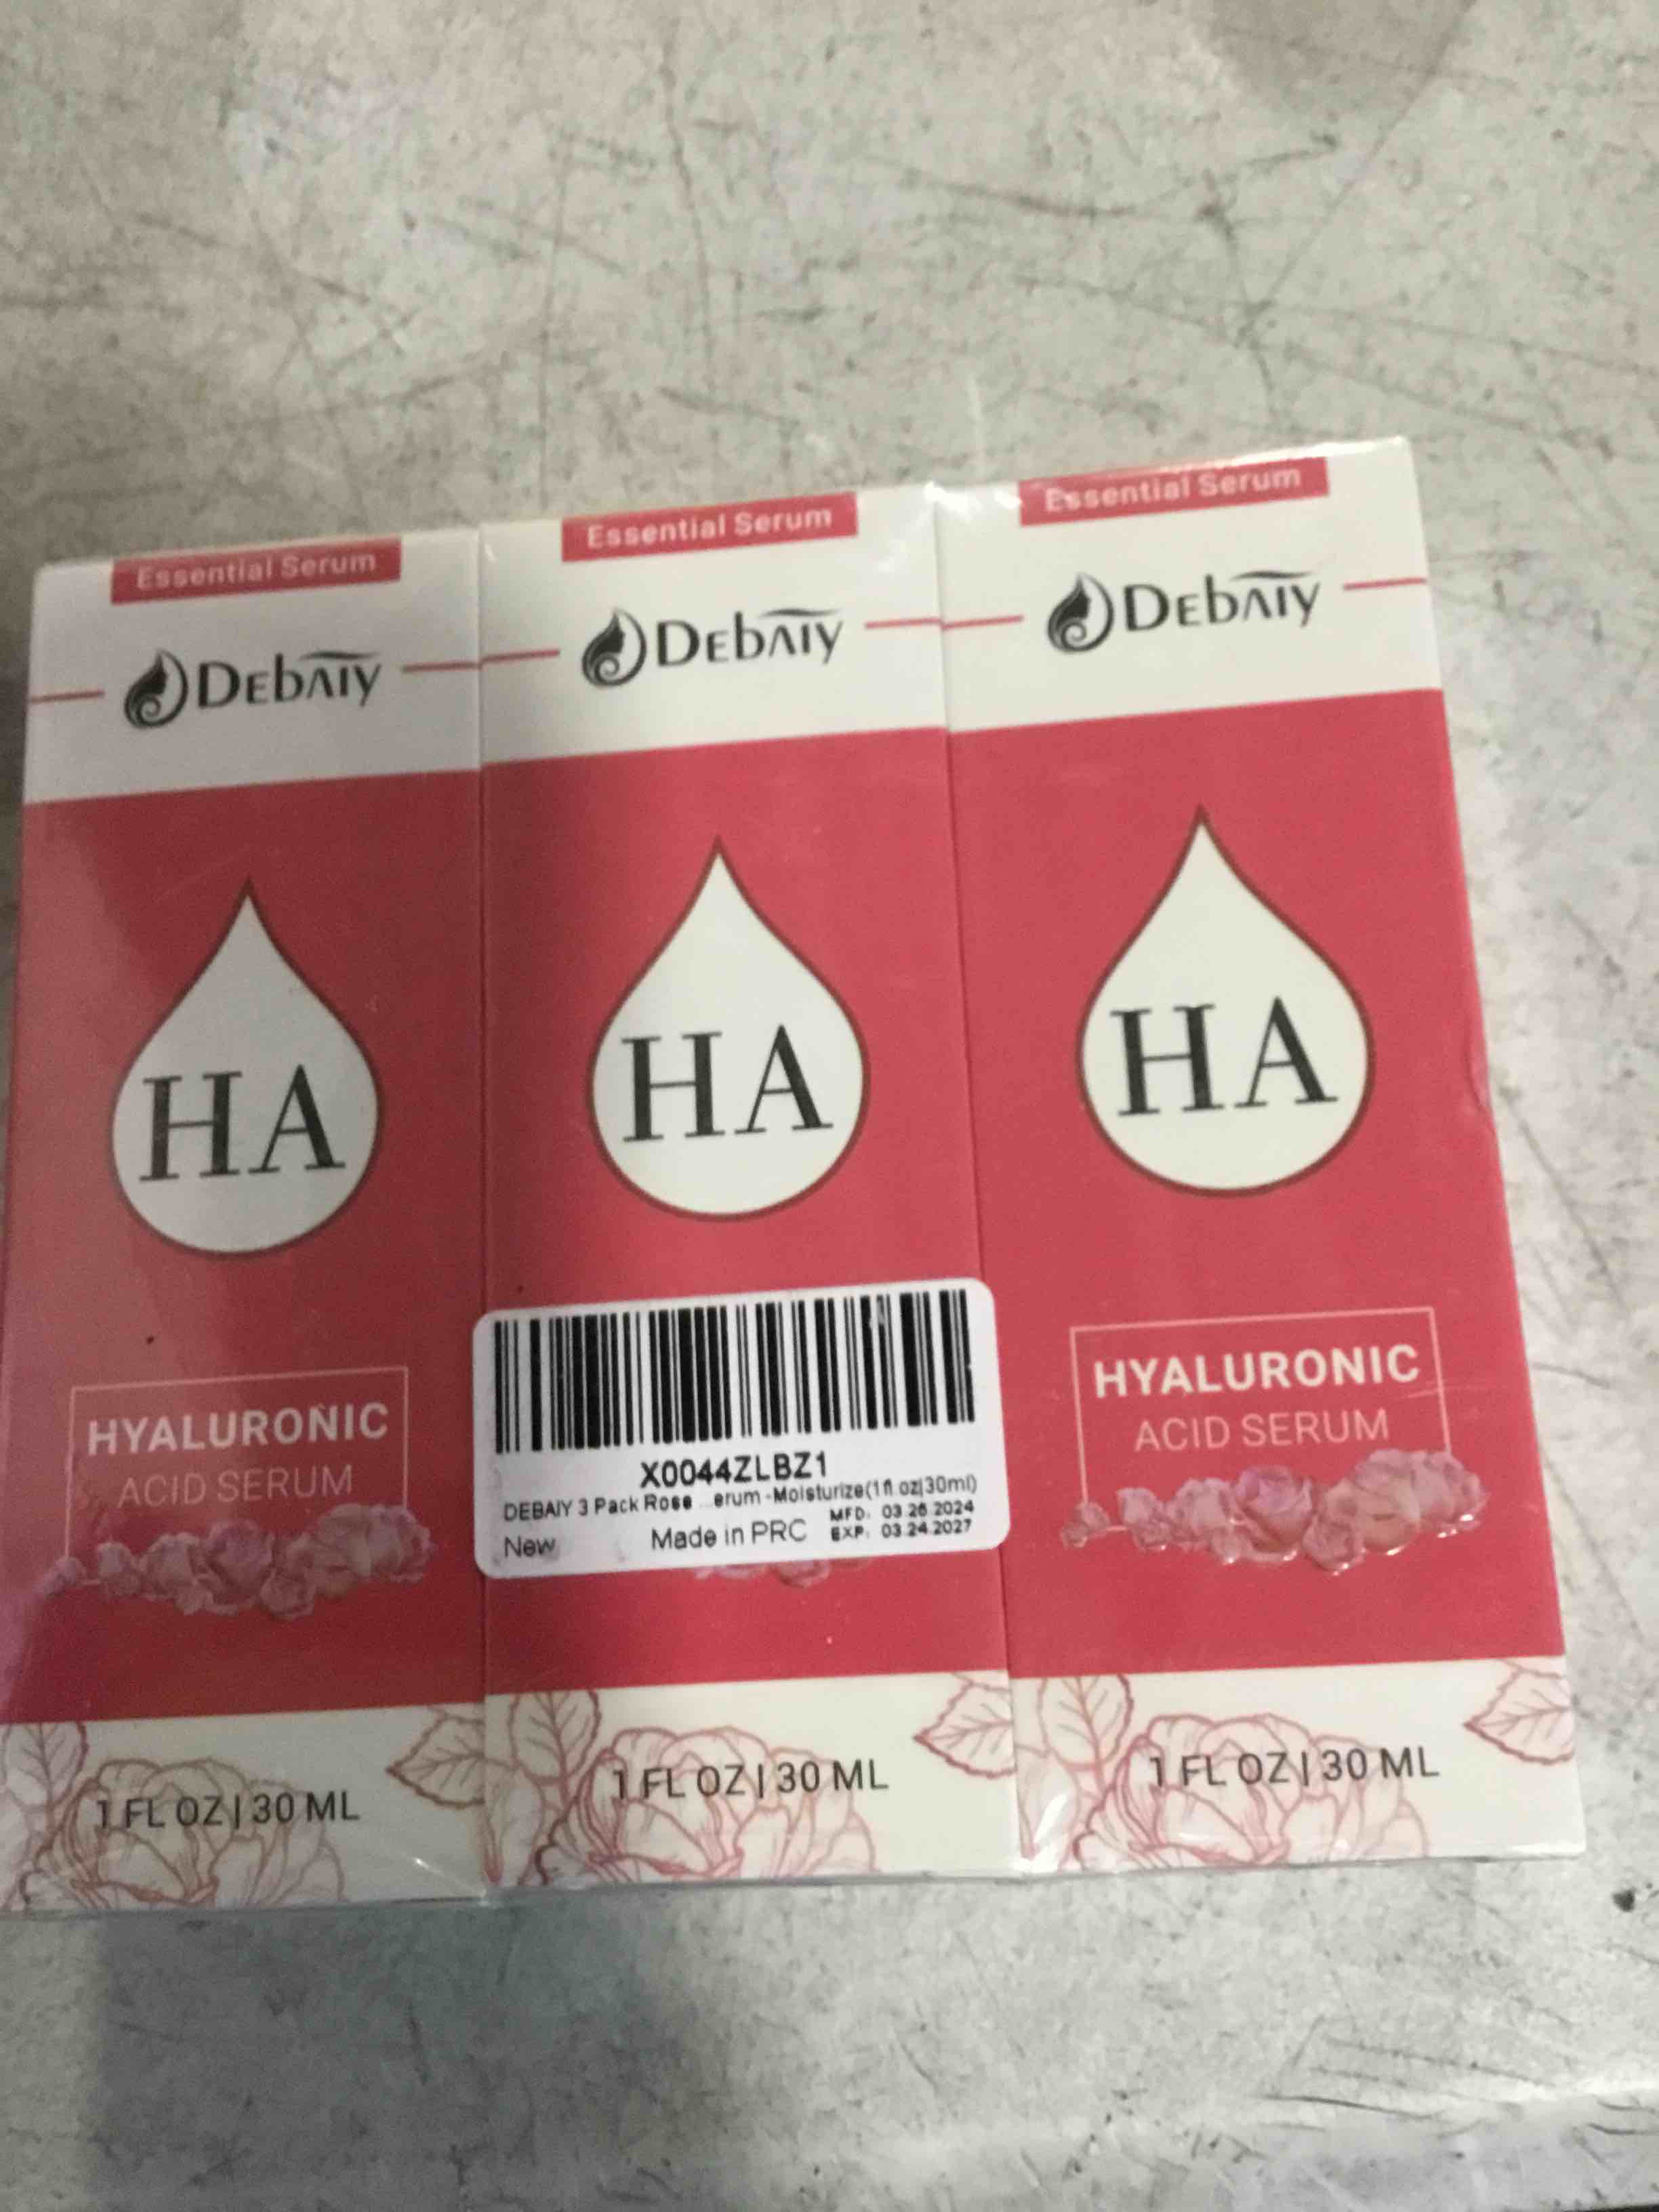 Essential Serum
DEbAIY
HA
HYALURONIC
ACID SERUM
1 FL OZ | 30 ML
Essential Serum
DEbAIY
HA
X0044ZLBZ1
DEBAIY 3 Pack Rose ...erum -Moisturize(1 fl oz|30ml)
New Made in PRC
MFD: 03.26.2024
EXP: 03.24.2027
1 FL OZ | 30 ML
Essential Serum
DEbAIY
HA
HYALURONIC
ACID SERUM
1 FL OZ | 30 ML